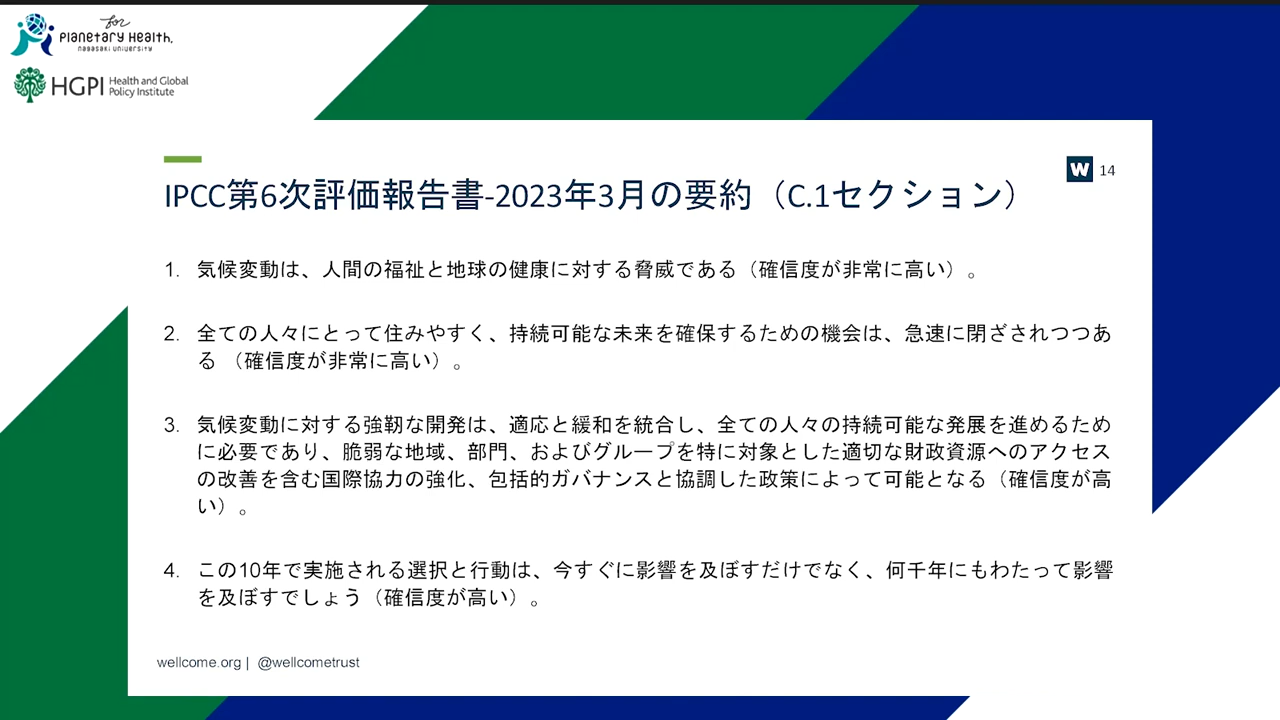 for
Planetary Health,
NAGASAKI UNIVERSITY
HGPI Health and Global
Policy Institute
W 14
IPCC第6次評価報告書-2023年3月の要約（C.1セクション）
1. 気候変動は、人間の福祉と地球の健康に対する脅威である（確信度が非常に高い）。
2. 全ての人々にとって住みやすく、持続可能な未来を確保するための機会は、急速に閉ざされつつあ
る （確信度が非常に高い）。
3. 気候変動に対する強靭な開発は、適応と緩和を統合し、全ての人々の持続可能な発展を進めるため
に必要であり、脆弱な地域、部門、およびグループを特に対象とした適切な財政資源へのアクセス
の改善を含む国際協力の強化、包括的ガバナンスと協調した政策によって可能となる（確信度が高
い）。
4. この10年で実施される選択と行動は、今すぐに影響を及ぼすだけでなく、何千年にもわたって影響
を及ぼすでしょう（確信度が高い）。
wellcome.org | @wellcometrust